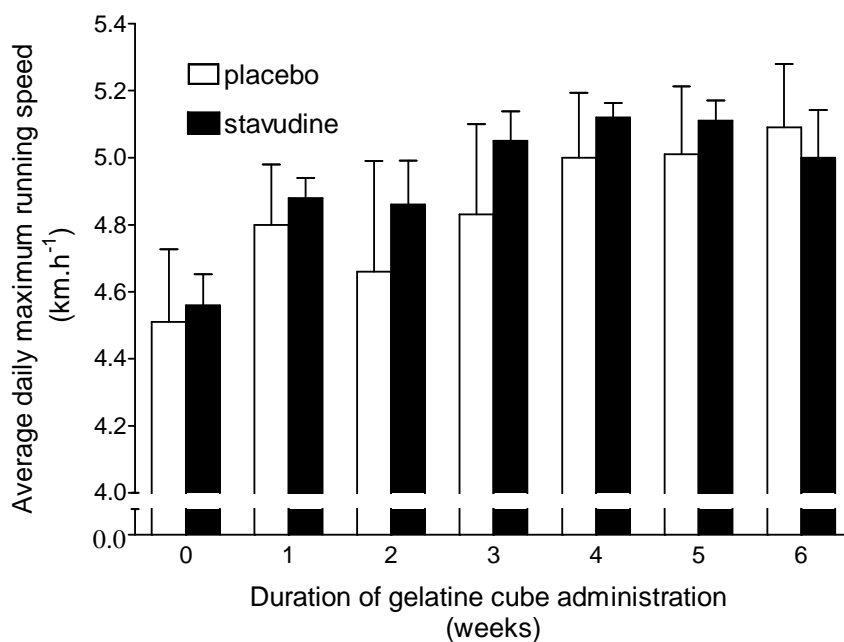 5.4
placebo
5.2
stavudine
5.0
4.8
4.6
4.4
4.2
4.0
0.0
0 1 2 3 4 5 6
Average daily maximum running speed
(km.h⁻¹)
Duration of gelatine cube administration
(weeks)